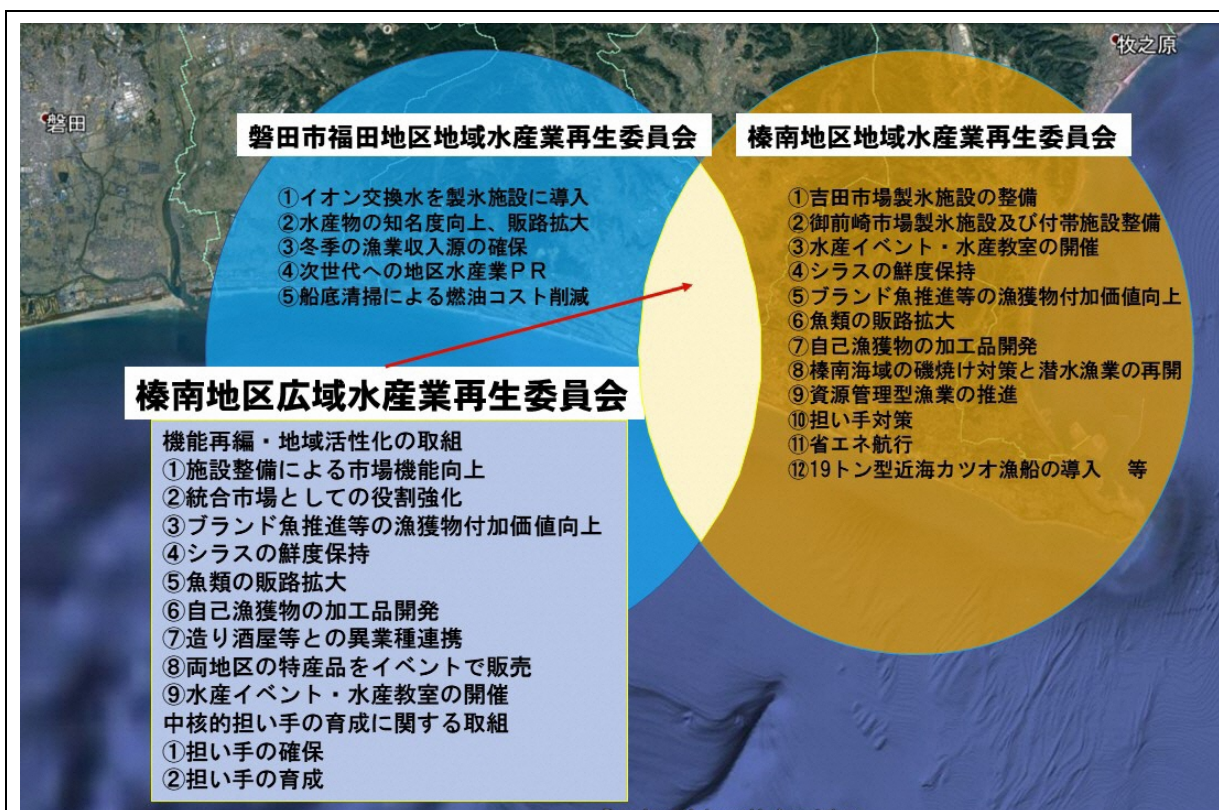 磐田
牧之原
磐田市福田地区地域水産業再生委員会
①イオン交換水を製氷施設に導入
②水産物の知名度向上、販路拡大
③冬季の漁業収入源の確保
④次世代への地区水産業ＰＲ
⑤船底清掃による燃油コスト削減
榛南地区地域水産業再生委員会
①吉田市場製氷施設の整備
②御前崎市場製氷施設及び付帯施設整備
③水産イベント・水産教室の開催
④シラスの鮮度保持
⑤ブランド魚推進等の漁獲物付加価値向上
⑥魚類の販路拡大
⑦自己漁獲物の加工品開発
⑧榛南海域の磯焼け対策と潜水漁業の再開
⑨資源管理型漁業の推進
⑩担い手対策
⑪省エネ航行
⑫19トン型近海カツオ漁船の導入　等
榛南地区広域水産業再生委員会
機能再編・地域活性化の取組
①施設整備による市場機能向上
②統合市場としての役割強化
③ブランド魚推進等の漁獲物付加価値向上
④シラスの鮮度保持
⑤魚類の販路拡大
⑥自己漁獲物の加工品開発
⑦造り酒屋等との異業種連携
⑧両地区の特産品をイベントで販売
⑨水産イベント・水産教室の開催
中核的担い手の育成に関する取組
①担い手の確保
②担い手の育成